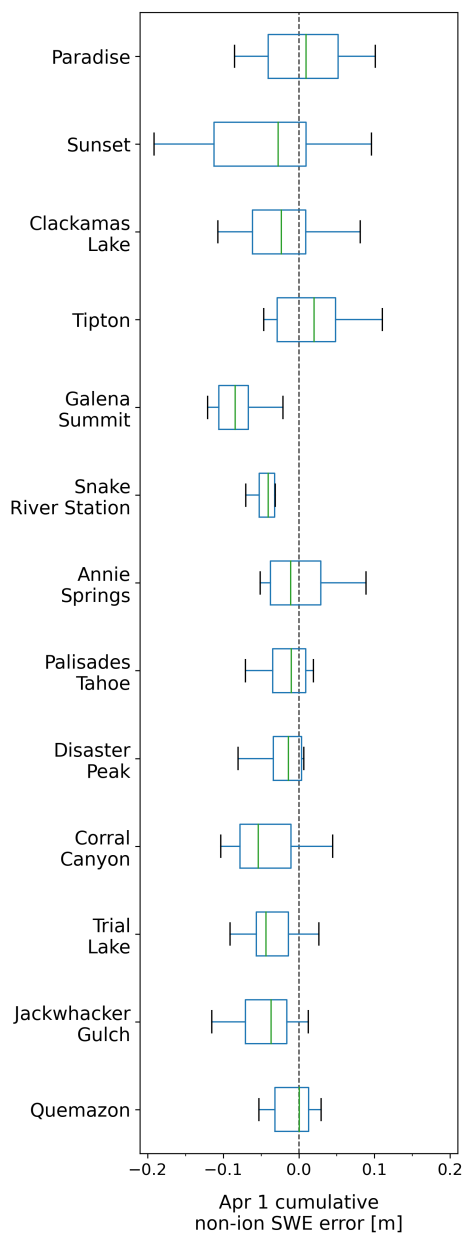 Paradise
Sunset
Clackamas
Lake
Tipton
Galena
Summit
Snake
River Station
Annie
Springs
Palisades
Tahoe
Disaster
Peak
Corral
Canyon
Trial
Lake
Jackwhacker
Gulch
Quemazon
−0.2 −0.1 0.0 0.1 0.2
Apr 1 cumulative
non-ion SWE error [m]